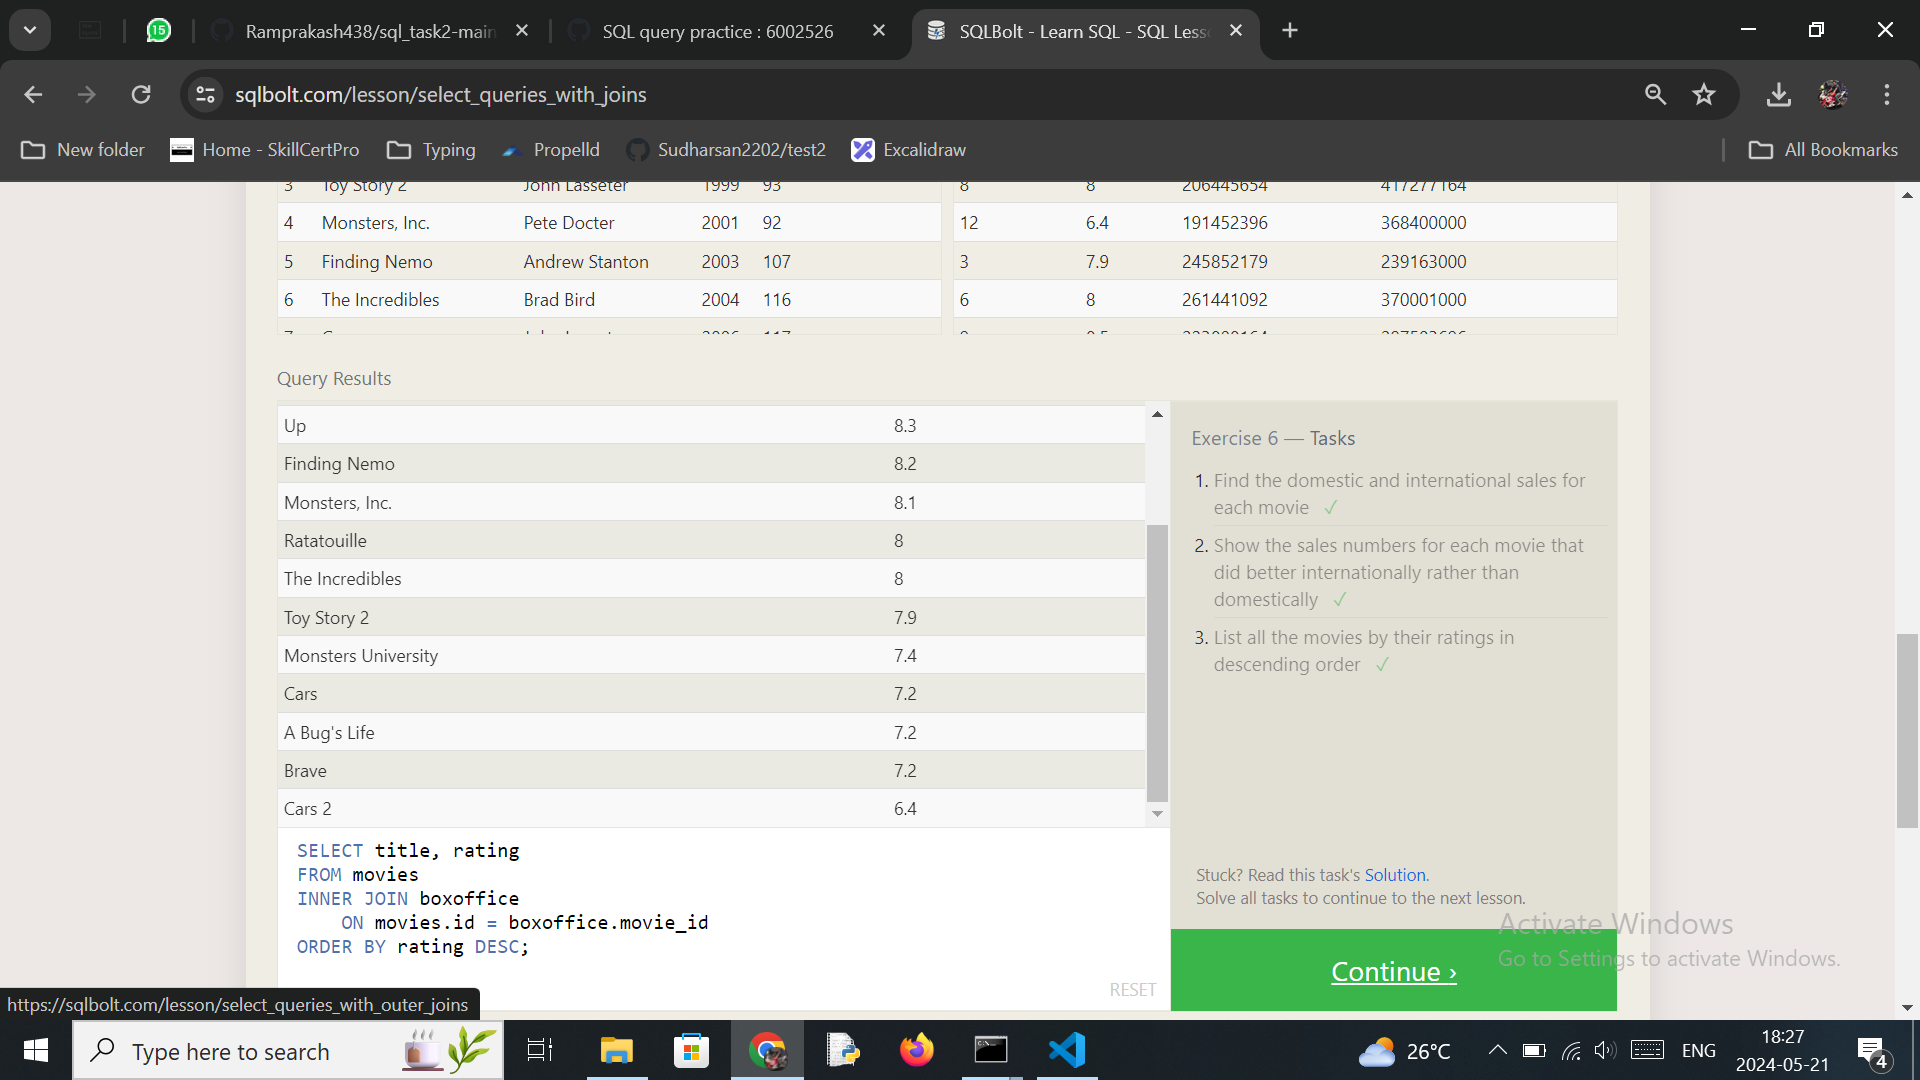 15
Ramprakash438/sql_task2-main
SQL query practice : 6002526
SQLBolt - Learn SQL - SQL Less
sqlbolt.com/lesson/select_queries_with_joins
New folder
Home - SkillCertPro
Typing
Propelld
Sudharsan2202/test2
Excalidraw
All Bookmarks
3 Toy Story 2 John Lasseter 1999 93
8 8 206445654 417277164
4 Monsters, Inc. Pete Docter 2001 92
12 6.4 191452396 368400000
5 Finding Nemo Andrew Stanton 2003 107
3 7.9 245852179 239163000
6 The Incredibles Brad Bird 2004 116
6 8 261441092 370001000
Query Results
Up 8.3
Finding Nemo 8.2
Monsters, Inc. 8.1
Ratatouille 8
The Incredibles 8
Toy Story 2 7.9
Monsters University 7.4
Cars 7.2
A Bug's Life 7.2
Brave 7.2
Cars 2 6.4
Exercise 6 — Tasks
1. Find the domestic and international sales for
each movie ✓
2. Show the sales numbers for each movie that
did better internationally rather than
domestically ✓
3. List all the movies by their ratings in
descending order ✓
SELECT title, rating
FROM movies
INNER JOIN boxoffice
ON movies.id = boxoffice.movie_id
ORDER BY rating DESC;
RESET
Stuck? Read this task's Solution.
Solve all tasks to continue to the next lesson.
Continue ›
Activate Windows
Go to Settings to activate Windows.
https://sqlbolt.com/lesson/select_queries_with_outer_joins
Type here to search
26°C
ENG
18:27
2024-05-21
4